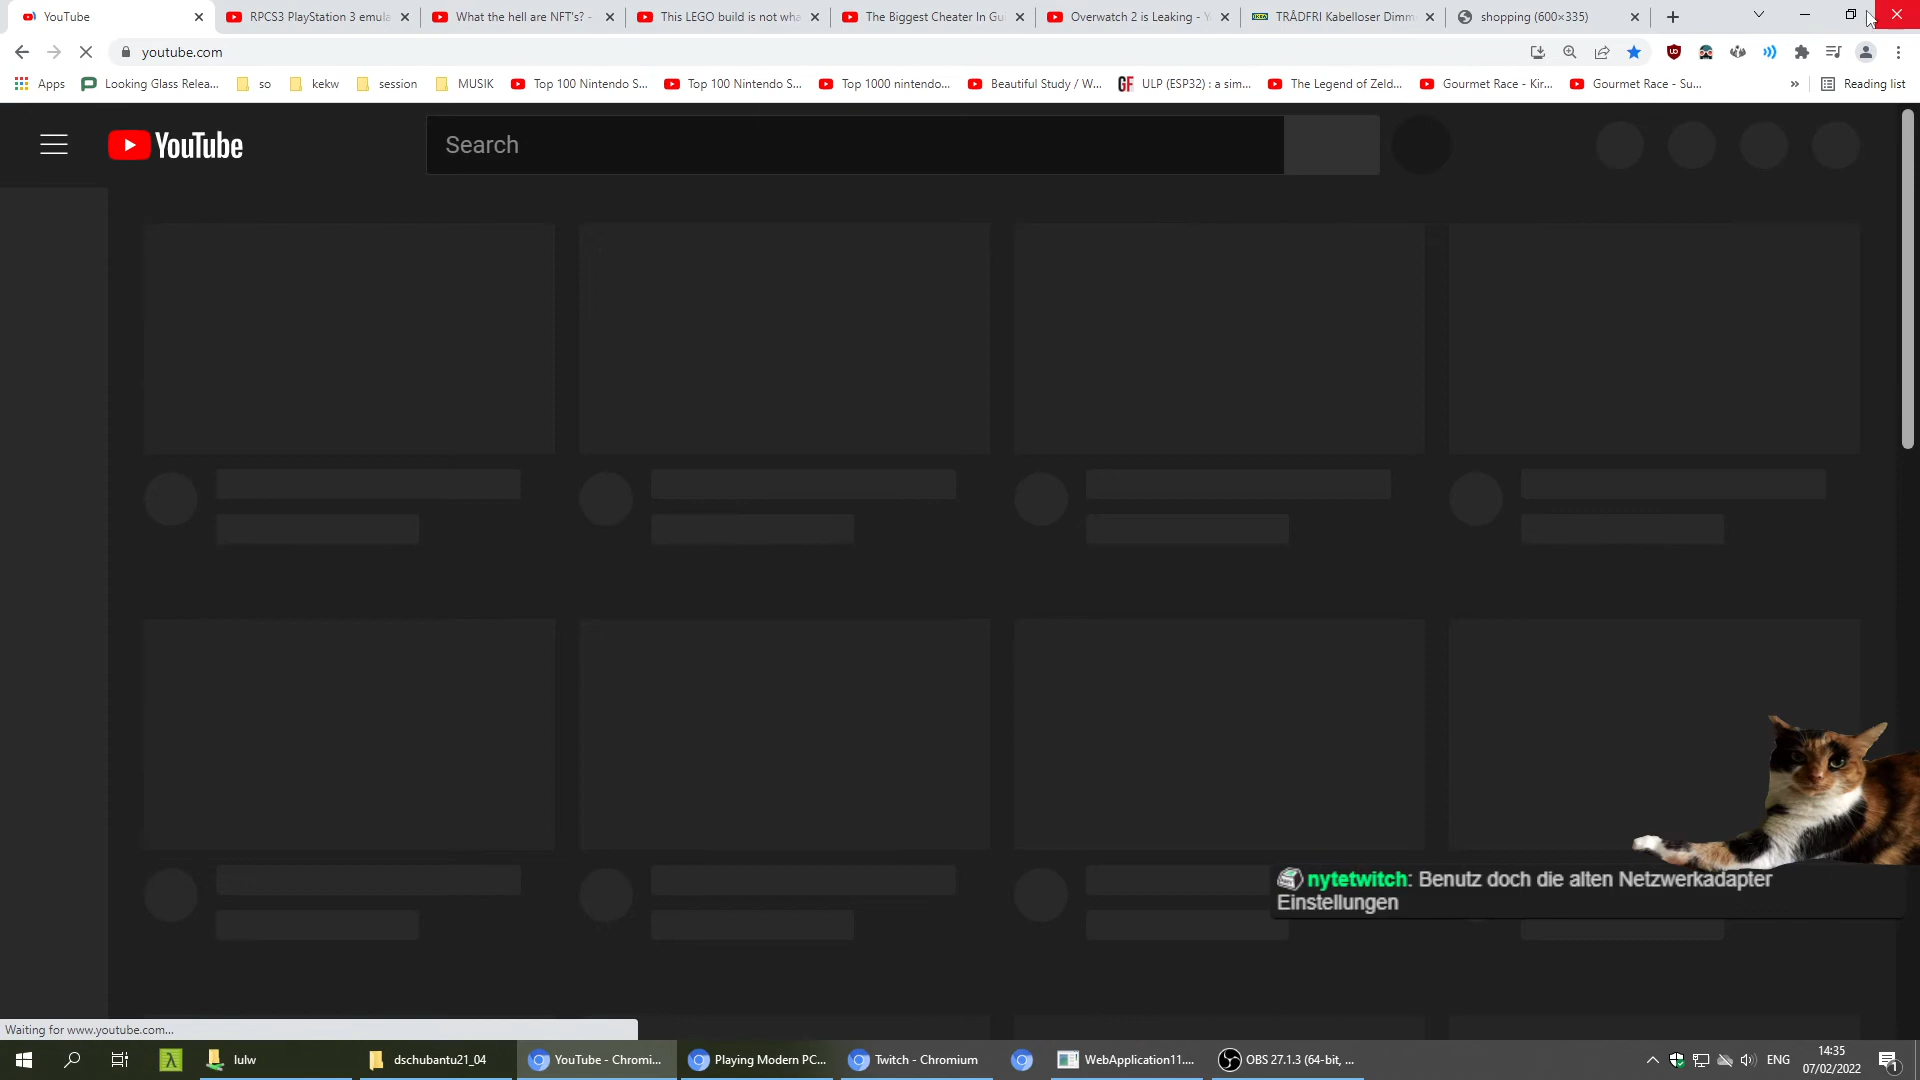 YouTube
RPCS3 PlayStation 3 emula
What the hell are NFT's? -
This LEGO build is not wha
The Biggest Cheater In Gu
Overwatch 2 is Leaking - Y
TRÅDFRI Kabelloser Dimm
shopping (600×335)
youtube.com
Apps
Looking Glass Relea...
so
kekw
session
MUSIK
Top 100 Nintendo S...
Top 100 Nintendo S...
Top 1000 nintendo...
Beautiful Study / W...
GF
ULP (ESP32) : a sim...
The Legend of Zeld...
Gourmet Race - Kir...
Gourmet Race - Su...
»
Reading list
YouTube
Search
nytetwitch: Benutz doch die alten Netzwerkadapter
Einstellungen
Waiting for www.youtube.com...
lulw
dschubantu21_04
YouTube - Chromi...
Playing Modern PC...
Twitch - Chromium
WebApplication11....
OBS 27.1.3 (64-bit, ...
ENG
14:35
07/02/2022
1